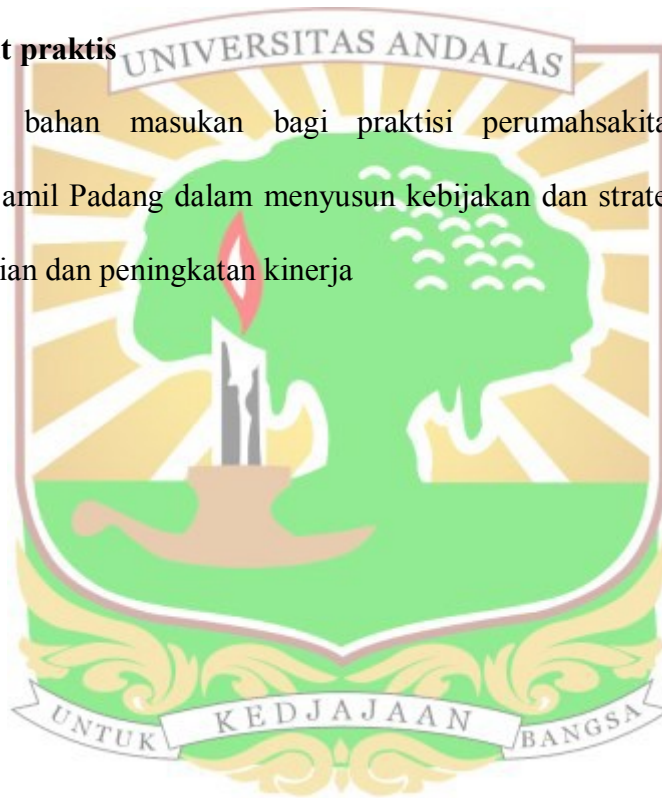 t praktis
UNIVERSITAS ANDALAS
bahan masukan bagi praktisi perumahsakita
amil Padang dalam menyusun kebijakan dan strate
ian dan peningkatan kinerja
UNTUK KEDJAJAAN BANGSA